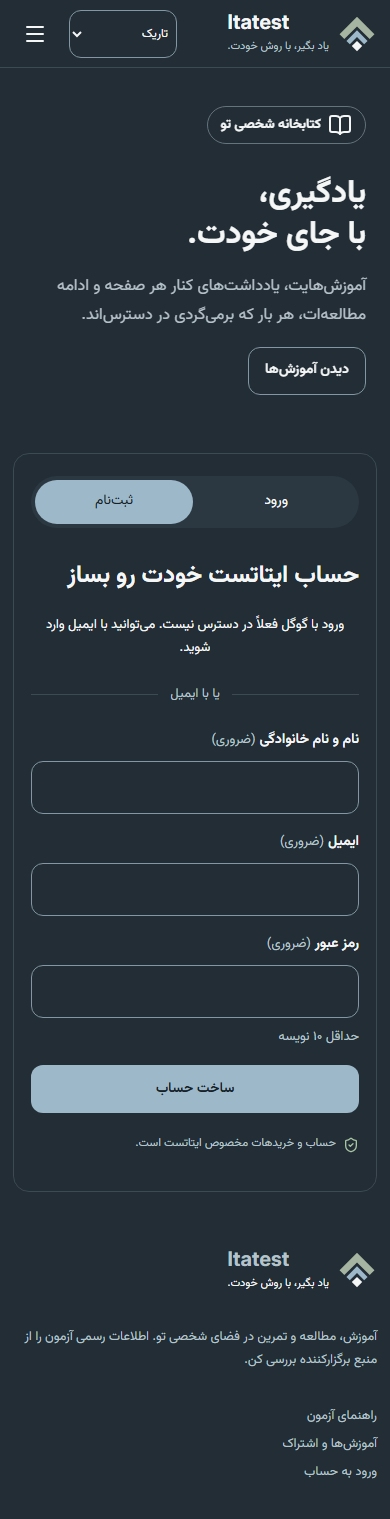 Itatest
یاد بگیر، با روش خودت.
تاریک
کتابخانه شخصی تو
یادگیری،
با جای خودت.
آموزش‌هایت، یادداشت‌های کنار هر صفحه و ادامه
مطالعه‌ات، هر بار که برمی‌گردی در دسترس‌اند.
دیدن آموزش‌ها
ورود
ثبت‌نام
حساب ایتاتست خودت رو بساز
ورود با گوگل فعلاً در دسترس نیست. می‌توانید با ایمیل وارد
شوید.
یا با ایمیل
نام و نام خانوادگی (ضروری)
ایمیل (ضروری)
رمز عبور (ضروری)
حداقل ۱۰ نویسه
ساخت حساب
حساب و خریدهات مخصوص ایتاتست است.
Itatest
یاد بگیر، با روش خودت.
آموزش، مطالعه و تمرین در فضای شخصی تو. اطلاعات رسمی آزمون را از
منبع برگزارکننده بررسی کن.
راهنمای آزمون
آموزش‌ها و اشتراک
ورود به حساب